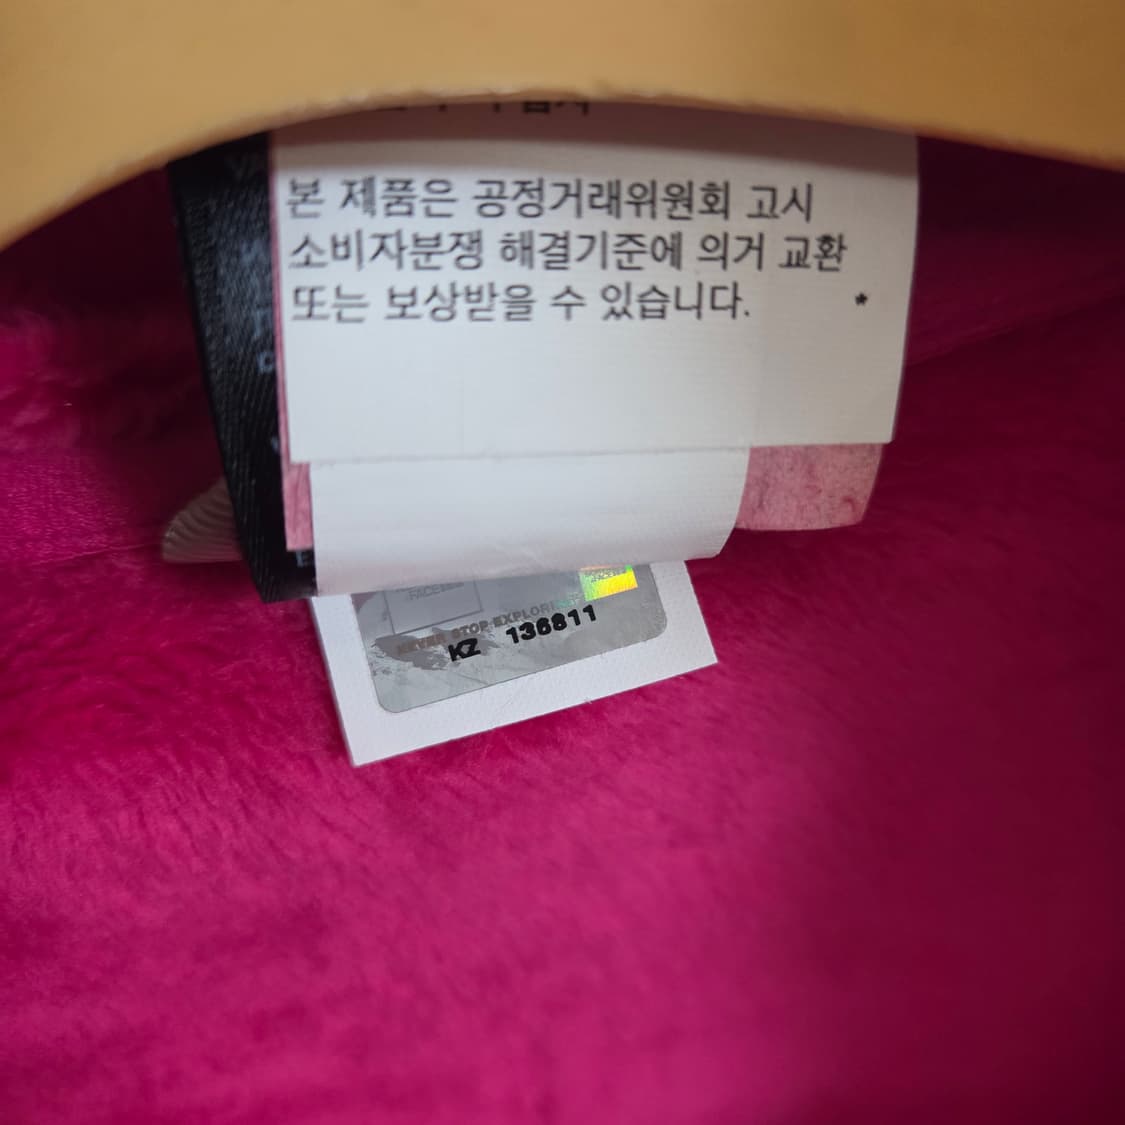 본 제품은 공정거래위원회 고시
소비자분쟁 해결기준에 의거 교환
또는 보상받을 수 있습니다. *
NEVER STOP EXPLORING
KZ 136811